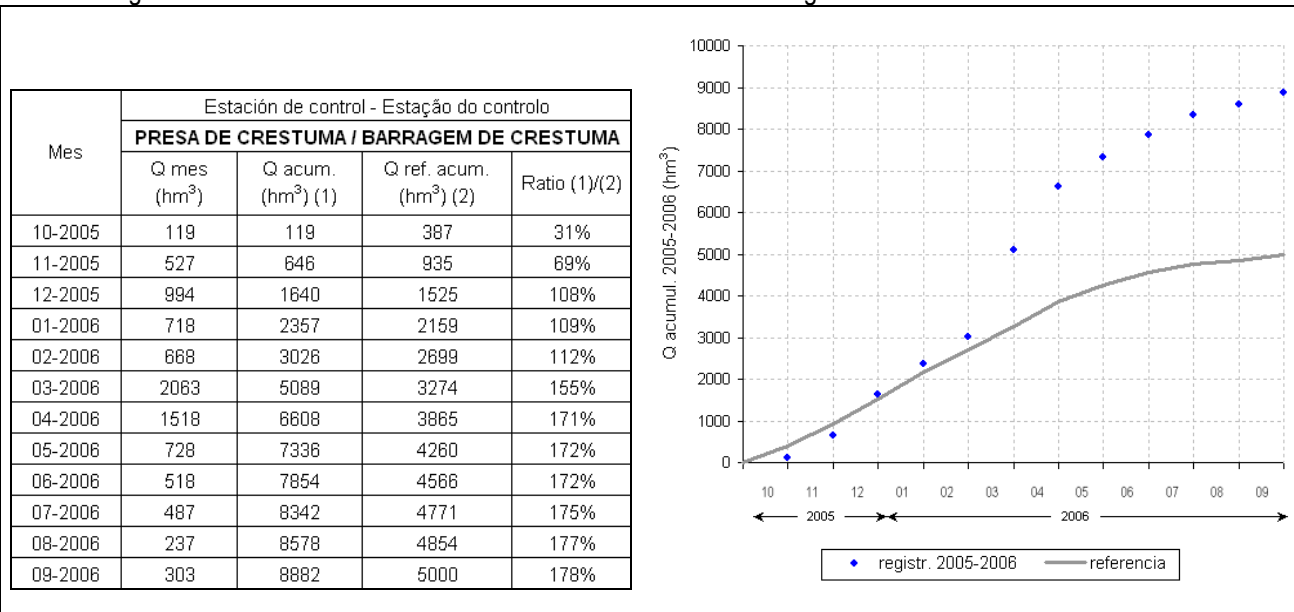 Mes
Estación de control - Estação do controlo
PRESA DE CRESTUMA / BARRAGEM DE CRESTUMA
Q mes (hm³)
Q acum. (hm³) (1)
Q ref. acum. (hm³) (2)
Ratio (1)/(2)
10-2005 119 119 387 31%
11-2005 527 646 935 69%
12-2005 994 1640 1525 108%
01-2006 718 2357 2159 109%
02-2006 668 3026 2699 112%
03-2006 2063 5089 3274 155%
04-2006 1518 6608 3865 171%
05-2006 728 7336 4260 172%
06-2006 518 7854 4566 172%
07-2006 487 8342 4771 175%
08-2006 237 8578 4854 177%
09-2006 303 8882 5000 178%
Q acumul. 2005-2006 (hm³)
10000
9000
8000
7000
6000
5000
4000
3000
2000
1000
0
10 11 12 01 02 03 04 05 06 07 08 09
2005 2006
registr. 2005-2006 referencia